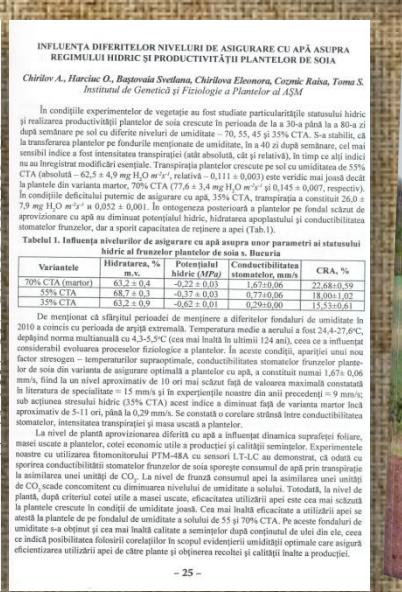 INFLUENȚA DIFERITELOR NIVELURI DE ASIGURARE CU APĂ ASUPRA
REGIMULUI HIDRIC ȘI PRODUCTIVITĂȚII PLANTELOR DE SOIA
Chirilov A., Harciuc O., Baștovaia Svetlana, Chirilova Eleonora, Cozmic Raisa, Toma S.
Institutul de Genetică și Fiziologie a Plantelor al AȘM
În condițiile experimentelor de vegetație au fost studiate particularitățile statusului hidric
și realizarea productivității plantelor de soia crescute în perioada de la a 30-a până la a 80-a zi
după semănare pe sol cu diferite niveluri de umiditate – 70, 55, 45 și 35% CTA. S-a stabilit, că
la transferarea plantelor pe fondurile menționate de umiditate, în a 40 zi după semănare, cel mai
sensibil indice a fost intensitatea transpirației (atât absolută, cât și relativă), în timp ce alți indici
nu au înregistrat modificări esențiale. Transpirația plantelor crescute pe sol cu umiditatea de 55%
CTA (absolută – 62,5 ± 4,9 mg H₂O m⁻²s⁻¹, relativă – 0,111 ± 0,003) este veridic mai joasă decât
la plantele din varianta martor, 70% CTA (77,6 ± 3,4 mg H₂O m⁻²s⁻¹ și 0,145 ± 0,007, respectiv).
În condițiile deficitului puternic de asigurare cu apă, 35% CTA, transpirația a constituit 26,0 ±
7,9 mg H₂O m⁻²s⁻¹ și 0,052 ± 0,001. În ontogeneza posterioară a plantelor pe fondal scăzut de
aprovizionare cu apă au diminuat potențialul hidric, hidratarea apoplastului și conductibilitatea
stomatelor frunzelor, dar a sporit capacitatea de reținere a apei (Tab.1).
Tabelul 1. Influența nivelurilor de asigurare cu apă asupra unor parametri ai statusului
hidric al frunzelor plantelor de soia s. Bucuria
Variantele Hidratarea, % m.v. Potențialul hidric (MPa) Conductibilitatea stomatelor, mm/s CRA, %
70% CTA (martor) 63,2 ± 0,4 -0,22 ± 0,03 1,67±0,06 22,68±0,59
55% CTA 68,7 ± 0,3 -0,37 ± 0,03 0,77±0,06 18,00±1,02
35% CTA 63,2 ± 0,9 -0,62 ± 0,01 0,29±0,00 15,53±0,61
De menționat că sfârșitul perioadei de menținere a diferitelor fonduri de umiditate în
2010 a coincis cu perioada de arșiță extremală. Temperatura medie a aerului a fost 24,4-27,6ºC,
depășind norma multianuală cu 4,3-5,5ºC (cea mai înaltă în ultimii 124 ani), ceea ce a influențat
considerabil evoluarea proceselor fiziologice a plantelor. În aceste condiții, apariției unui nou
factor stresogen – temperaturilor supraoptimale, conductibilitatea stomatelor frunzelor plante-
lor de soia din varianta de asigurare optimală a plantelor cu apă, a constituit numai 1,67± 0,06
mm/s, fiind la un nivel aproximativ de 10 ori mai scăzut față de valoarea maximală constatată
în literatura de specialitate ≈ 15 mm/s și în experiențele noastre din anii precedenți ≈ 9 mm/s;
sub acțiunea stresului hidric (35% CTA) acest indice a diminuat față de varianta martor încă
aproximativ de 5-11 ori, până la 0,29 mm/s. Se constată o corelare strânsă între conductibilitatea
stomatelor, intensitatea transpirației și masa uscată a plantelor.
La nivel de plantă aprovizionarea diferită cu apă a influențat dinamica suprafeței foliare,
masei uscate a plantelor, cotei economic utile a producției și calității semințelor. Experimentele
noastre cu utilizarea fitomonitorului PTM-48A cu sensori LT-LC au demonstrat, că odată cu
sporirea conductibilității stomatelor frunzelor de soia sporește consumul de apă prin transpirație
la asimilarea unei unități de CO₂. La nivel de frunză consumul apei la asimilarea unei unități
de CO₂ scade concomitent cu diminuarea nivelului de umiditate a solului. Totodată, la nivel de
plantă, după criteriul cotei utile a masei uscate, eficacitatea utilizării apei este cea mai scăzută
la plantele crescute în condiții de umiditate joasă. Cea mai înaltă eficacitate a utilizării apei se
atestă la plantele de pe fondalul de umiditate a solului de 55 și 70% CTA. Pe aceste fondaluri de
umiditate s-a obținut și cea mai înaltă calitate a semințelor după conținutul de ulei din ele, ceea
ce indică posibilitatea folosirii corelațiilor în scopul evidențierii umidității optimale care asigură
eficientizarea utilizării apei de către plante și obținerea recoltei și calității înalte a producției.
– 25 –